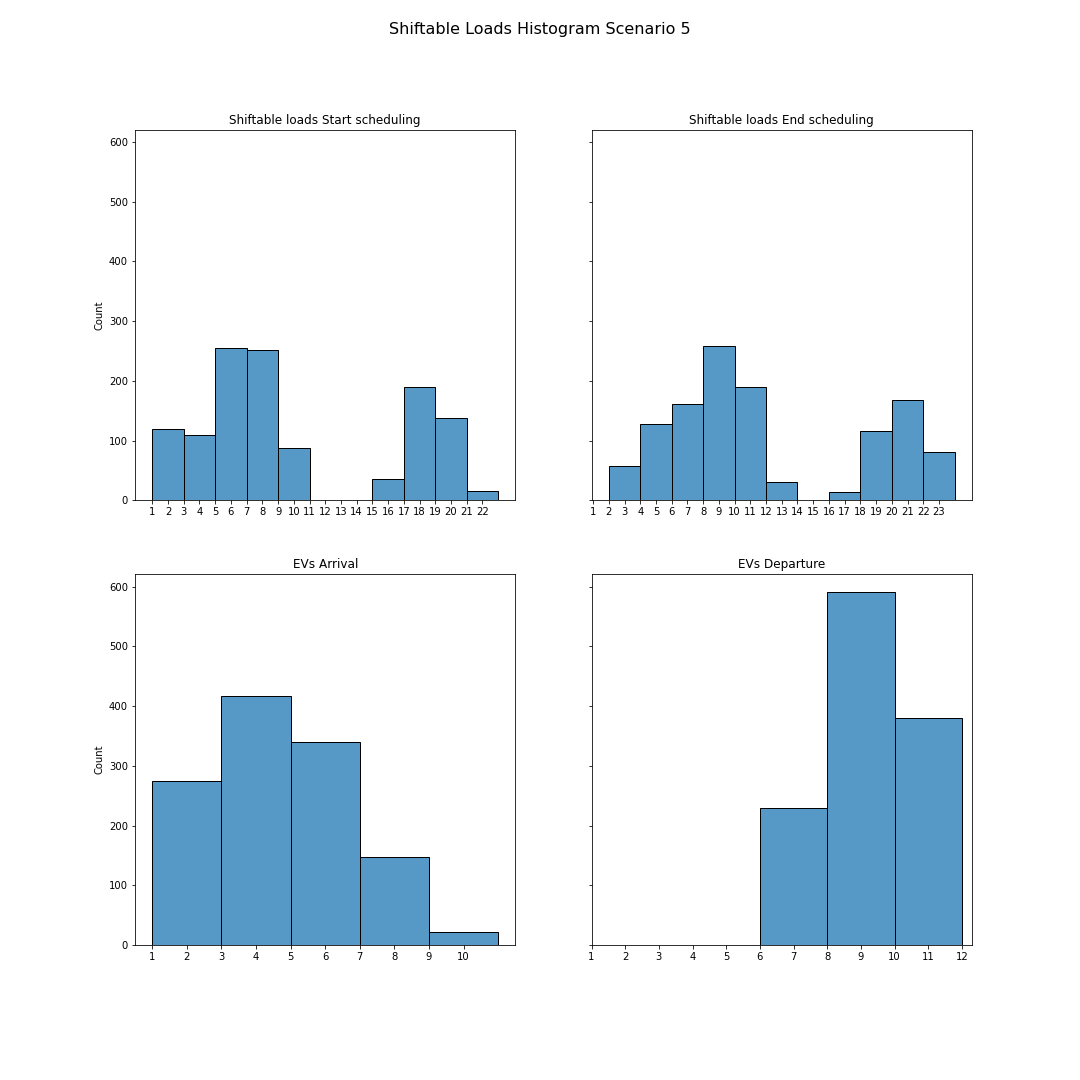 Shiftable Loads Histogram Scenario 5
Shiftable loads Start scheduling
600
500
400
300
200
100
0
Count
1 2 3 4 5 6 7 8 9 10 11 12 13 14 15 16 17 18 19 20 21 22
Shiftable loads End scheduling
1 2 3 4 5 6 7 8 9 10 11 12 13 14 15 16 17 18 19 20 21 22 23
EVs Arrival
600
500
400
300
200
100
0
Count
1 2 3 4 5 6 7 8 9 10
EVs Departure
1 2 3 4 5 6 7 8 9 10 11 12